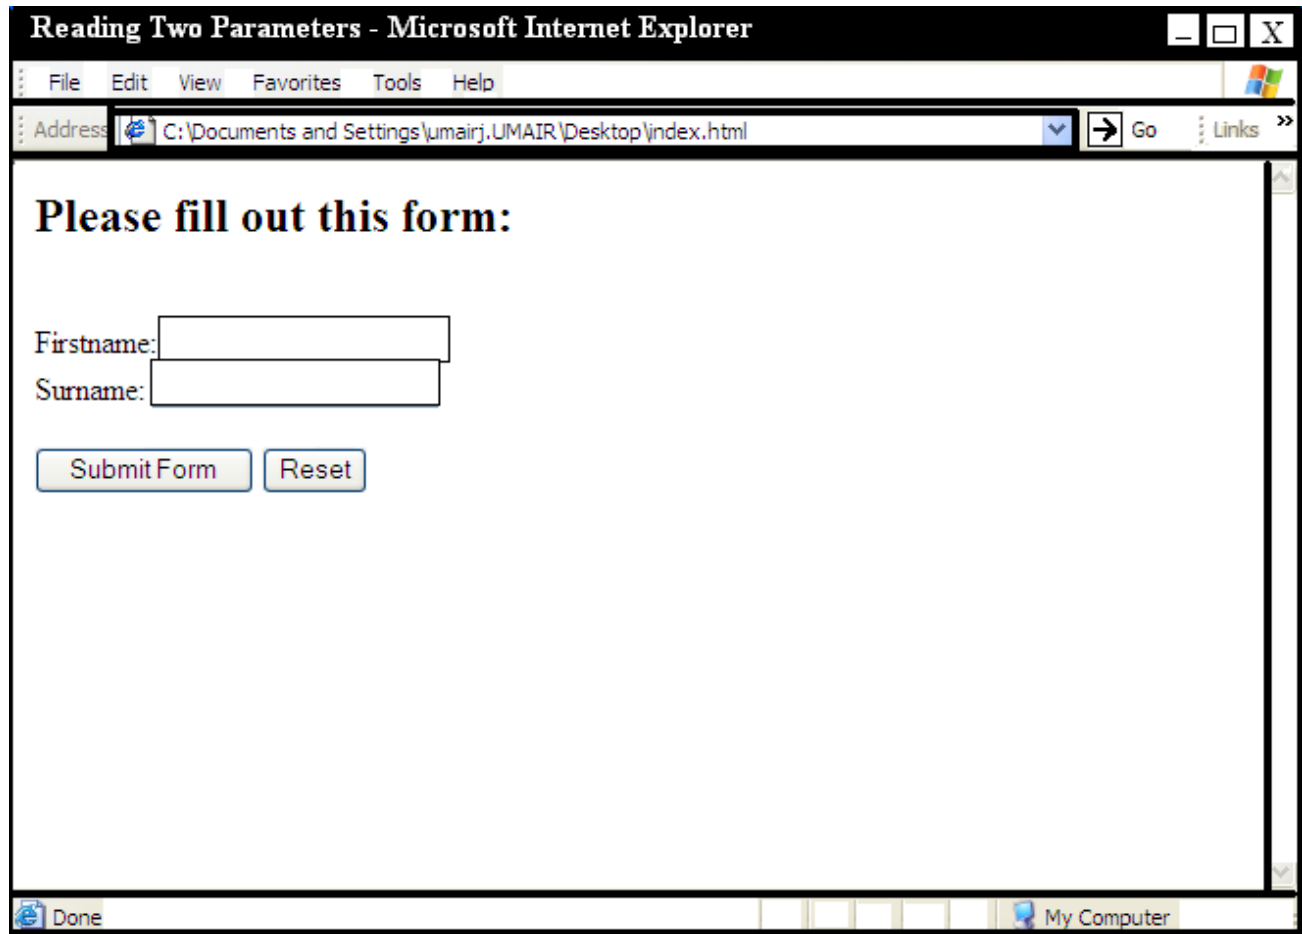 Reading Two Parameters - Microsoft Internet Explorer
_ X
File Edit View Favorites Tools Help
Address C:\Documents and Settings\umairj.UMAIR\Desktop\index.html Go Links »
Please fill out this form:
Firstname:
Surname:
Submit Form Reset
Done My Computer